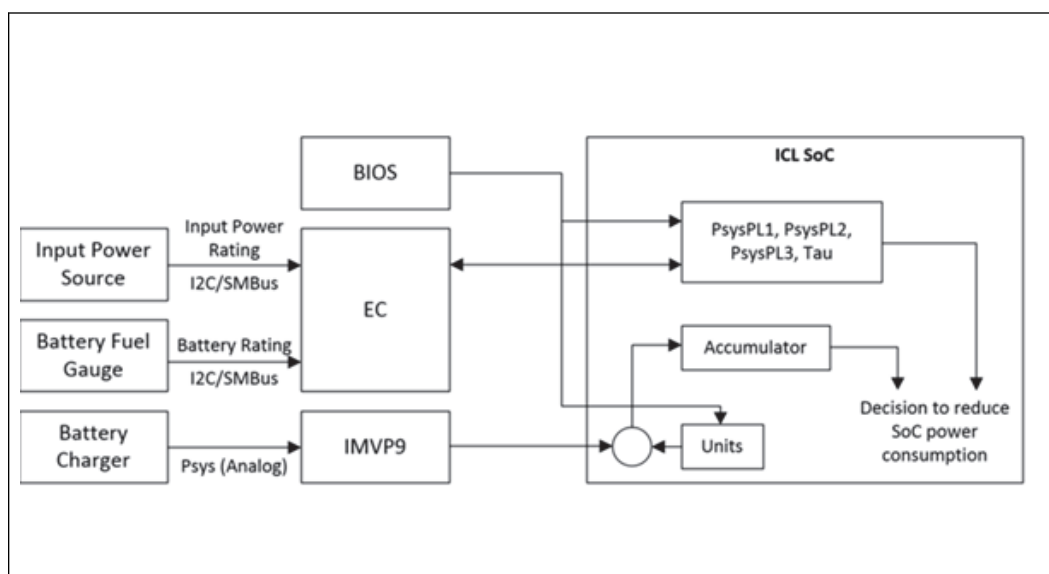 BIOS
ICL SoC
Input Power
Source
Input Power
Rating
I2C/SMBus
EC
PsysPL1, PsysPL2,
PsysPL3, Tau
Battery Fuel
Gauge
Battery Rating
I2C/SMBus
Accumulator
Decision to reduce
SoC power
consumption
Battery
Charger
Psys (Analog)
IMVP9
Units